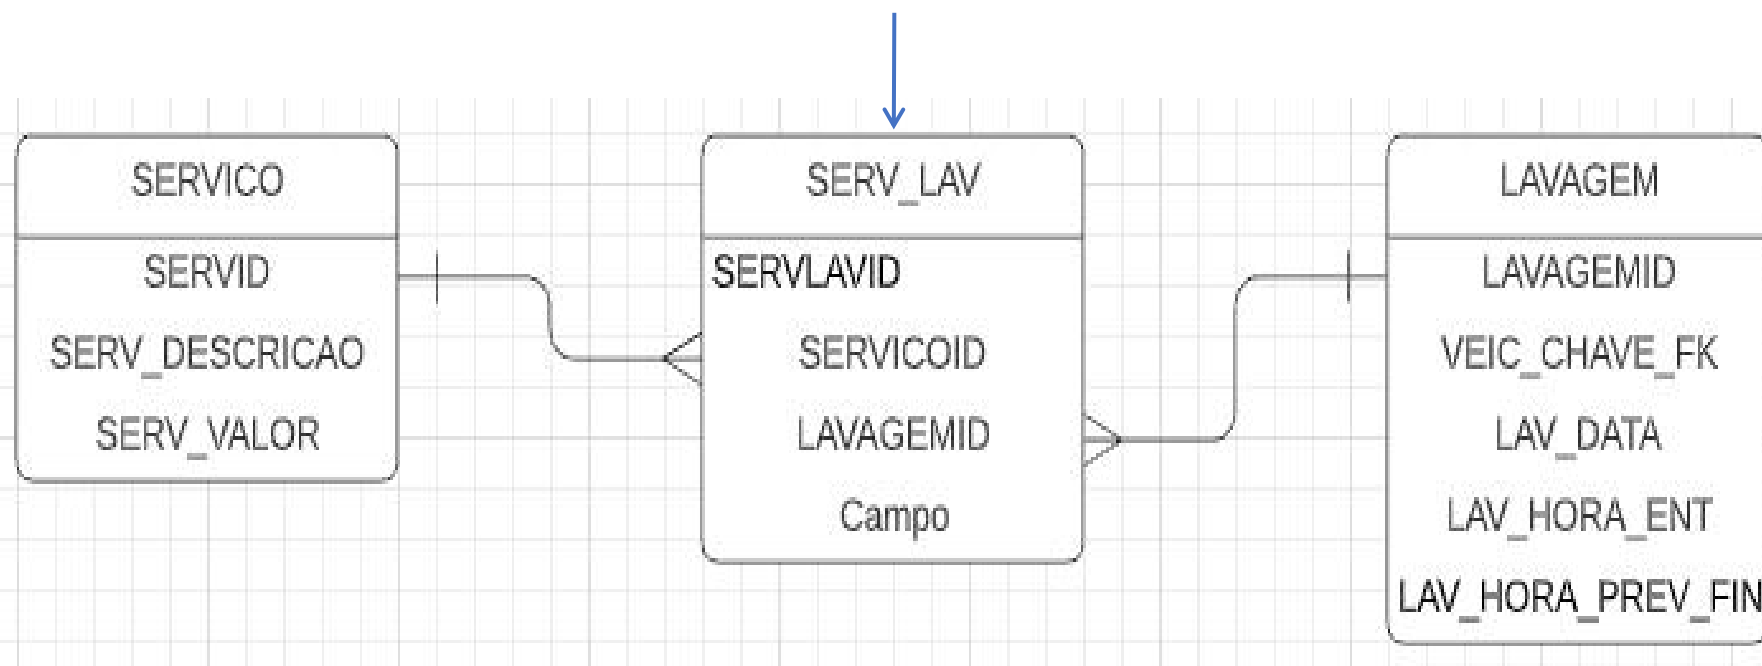 SERVICO
SERVID
SERV_DESCRICAO
SERV_VALOR
SERV_LAV
SERVLAVID
SERVICOID
LAVAGEMID
Campo
LAVAGEM
LAVAGEMID
VEIC_CHAVE_FK
LAV_DATA
LAV_HORA_ENT
LAV_HORA_PREV_FIN